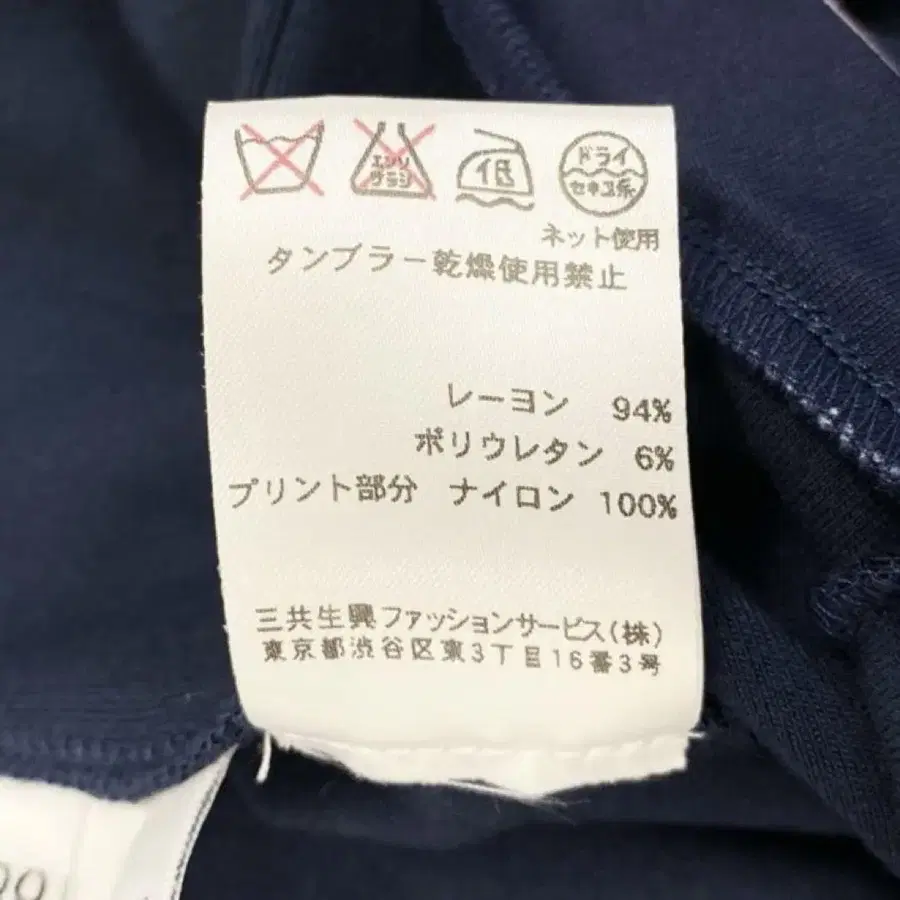 エンソ
サラシ
低
ドライ
セキユ系
ネット使用
タンブラー乾燥使用禁止
レーヨン 94%
ポリウレタン 6%
プリント部分 ナイロン 100%
三共生興ファッションサービス(株)
東京都渋谷区東3丁目16番3号